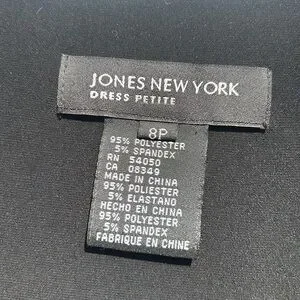 JONES NEW YORK
DRESS PETITE
8P
95% POLYESTER
5% SPANDEX
RN 54050
CA 08349
MADE IN CHINA
95% POLIESTER
5% ELASTANO
HECHO EN CHINA
95% POLYESTER
5% SPANDEX
FABRIQUE EN CHINE